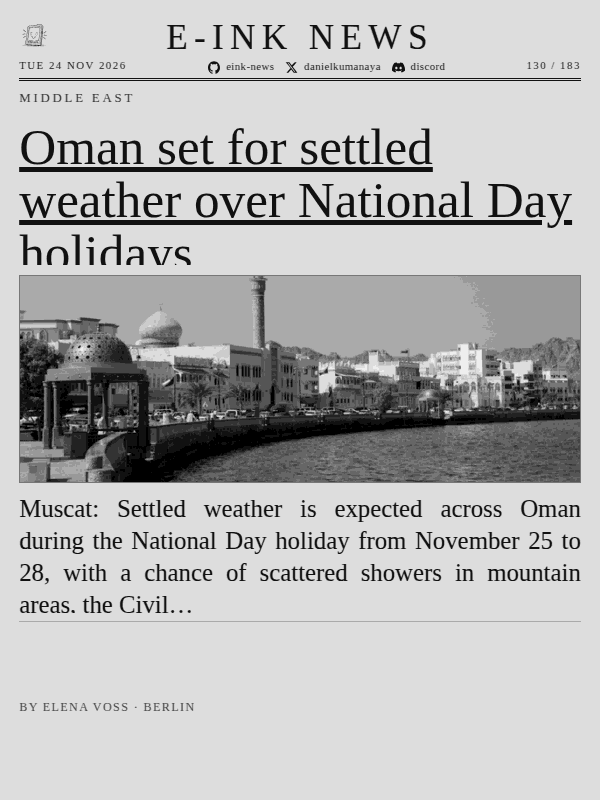 E-INK NEWS
TUE 24 NOV 2026
eink-news danielkumanaya discord
130 / 183
MIDDLE EAST
Oman set for settled
weather over National Day
holidays
Muscat: Settled weather is expected across Oman
during the National Day holiday from November 25 to
28, with a chance of scattered showers in mountain
areas, the Civil…
BY ELENA VOSS · BERLIN